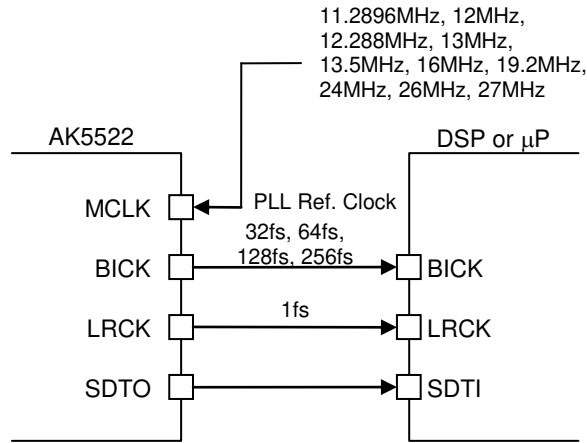 11.2896MHz, 12MHz,
12.288MHz, 13MHz,
13.5MHz, 16MHz, 19.2MHz,
24MHz, 26MHz, 27MHz
AK5522
DSP or μP
MCLK
PLL Ref. Clock
32fs, 64fs,
128fs, 256fs
BICK
BICK
1fs
LRCK
LRCK
SDTO
SDTI